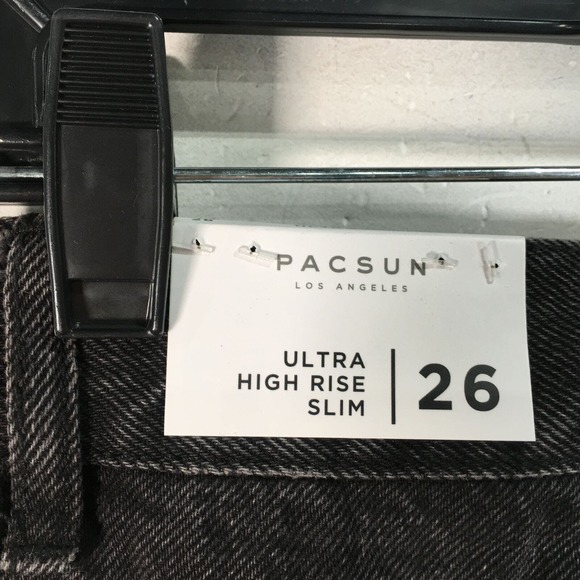 PACSUN
LOS ANGELES
ULTRA
HIGH RISE
SLIM
26